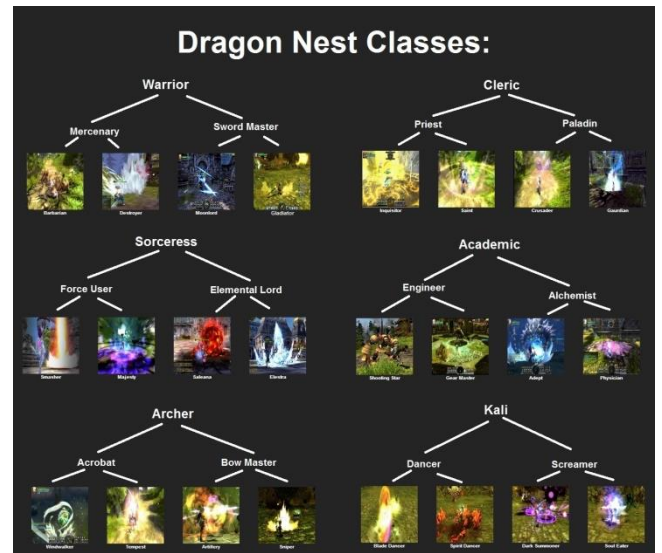 Dragon Nest Classes:
Warrior
Cleric
Mercenary
Sword Master
Priest
Paladin
Barbarian
Destroyer
Moonlord
Gladiator
Inquisitor
Saint
Crusader
Guardian
Sorceress
Academic
Force User
Elemental Lord
Engineer
Alchemist
Smasher
Majesty
Saleana
Elestra
Shooting Star
Gear Master
Adept
Physician
Archer
Kali
Acrobat
Bow Master
Dancer
Screamer
Windwalker
Tempest
Artillery
Sniper
Blade Dancer
Spirit Dancer
Dark Summoner
Soul Eater